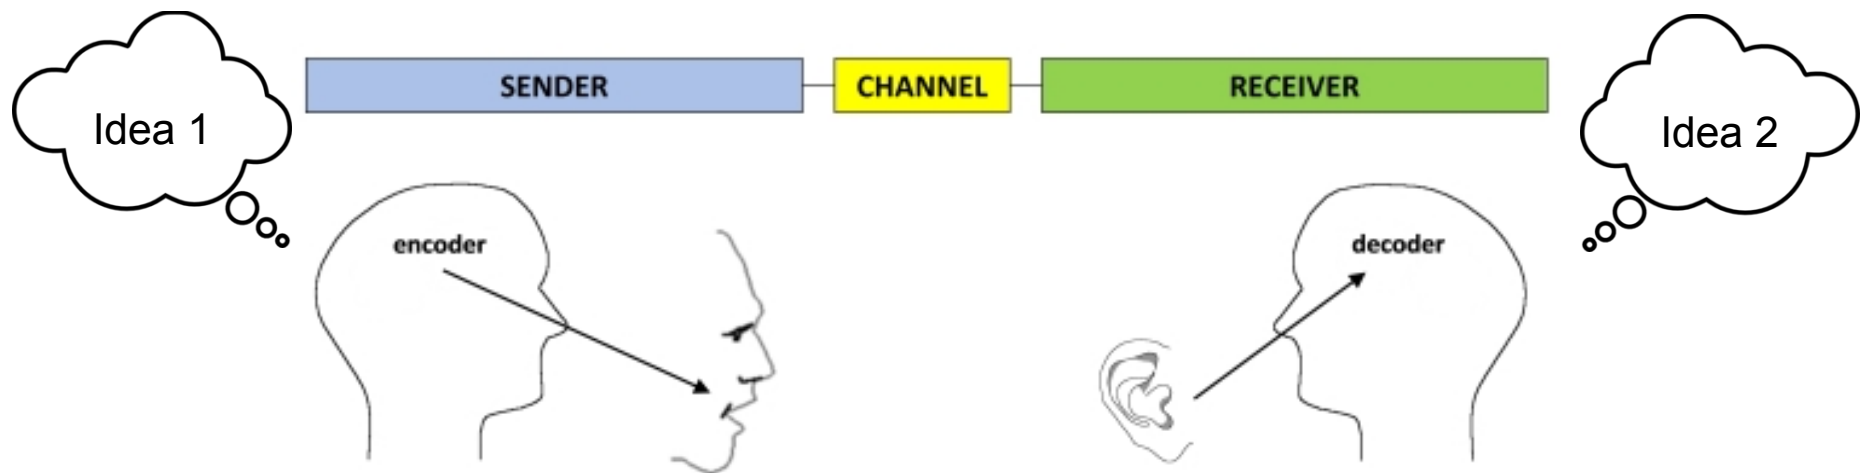 Idea 1
SENDER
CHANNEL
RECEIVER
Idea 2
encoder
decoder